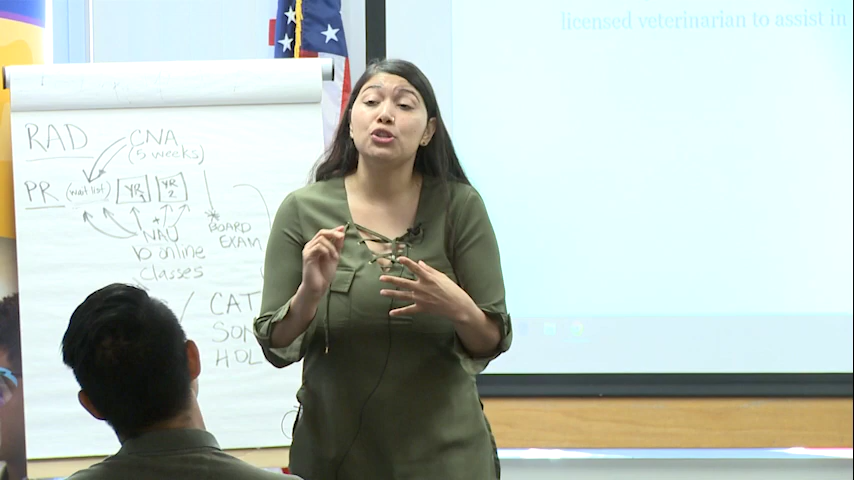 licensed veterinarian to assist in
RAD
CNA
(5 weeks)
PR (wait list) YR 1 YR 2
+
NAU
10 online
classes
* BOARD
EXAM
CAT
SON
HOL